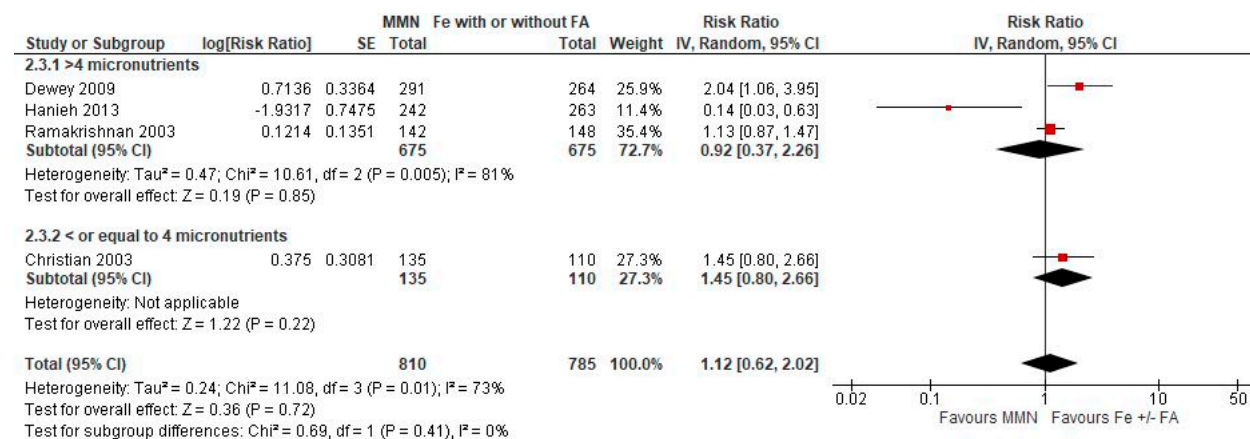 MMN Fe with or without FA Risk Ratio Risk Ratio
Study or Subgroup log[Risk Ratio] SE Total Total Weight IV, Random, 95% CI IV, Random, 95% CI
2.3.1 >4 micronutrients
Dewey 2009 0.7136 0.3364 291 264 25.9% 2.04 [1.06, 3.95]
Hanieh 2013 -1.9317 0.7475 242 263 11.4% 0.14 [0.03, 0.63]
Ramakrishnan 2003 0.1214 0.1351 142 148 35.4% 1.13 [0.87, 1.47]
Subtotal (95% CI) 675 675 72.7% 0.92 [0.37, 2.26]
Heterogeneity: Tau² = 0.47; Chi² = 10.61, df = 2 (P = 0.005); I² = 81%
Test for overall effect: Z = 0.19 (P = 0.85)
2.3.2 < or equal to 4 micronutrients
Christian 2003 0.375 0.3081 135 110 27.3% 1.45 [0.80, 2.66]
Subtotal (95% CI) 135 110 27.3% 1.45 [0.80, 2.66]
Heterogeneity: Not applicable
Test for overall effect: Z = 1.22 (P = 0.22)
Total (95% CI) 810 785 100.0% 1.12 [0.62, 2.02]
Heterogeneity: Tau² = 0.24; Chi² = 11.08, df = 3 (P = 0.01); I² = 73%
Test for overall effect: Z = 0.36 (P = 0.72)
Test for subgroup differences: Chi² = 0.69, df = 1 (P = 0.41), I² = 0%
0.02 0.1 1 10 50
Favours MMN Favours Fe +/- FA